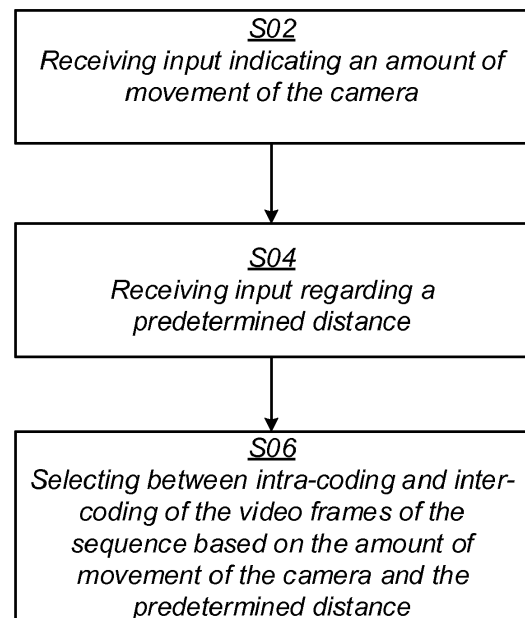 S02
Receiving input indicating an amount of
movement of the camera
S04
Receiving input regarding a
predetermined distance
S06
Selecting between intra-coding and inter-
coding of the video frames of the
sequence based on the amount of
movement of the camera and the
predetermined distance